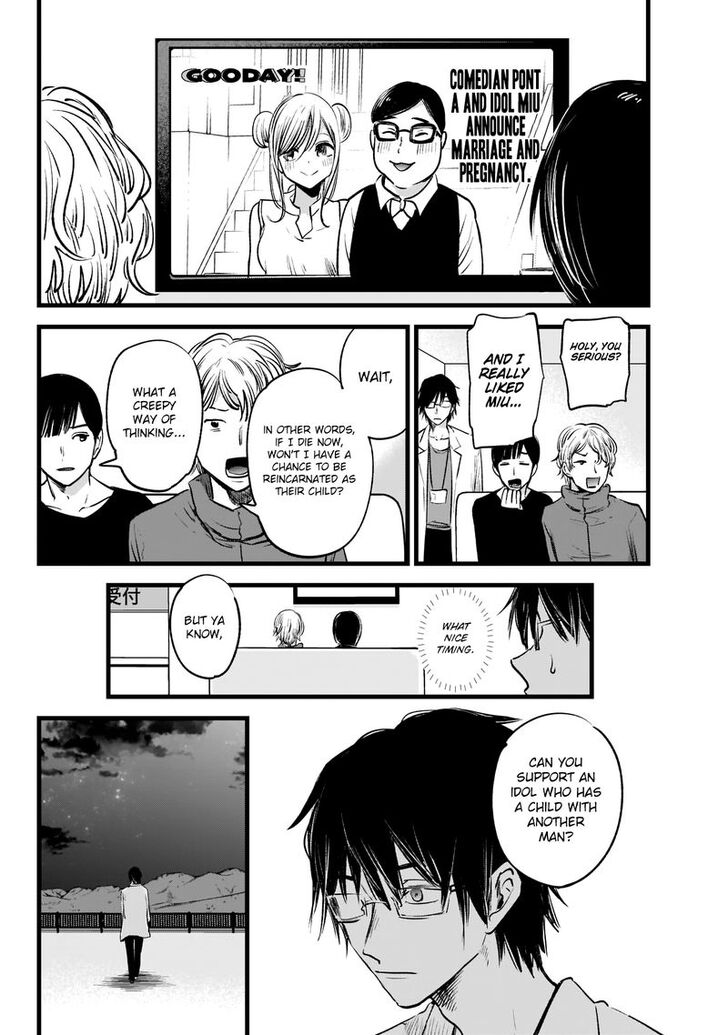 GOODAY!
COMEDIAN PONT
A AND IDOL MIU
ANNOUNCE
MARRIAGE AND
PREGNANCY.
HOLY, YOU
SERIOUS?
AND I
REALLY
LIKED
MIU...
WAIT,
IN OTHER WORDS,
IF I DIE NOW,
WON'T I HAVE A
CHANCE TO BE
REINCARNATED AS
THEIR CHILD?
WHAT A
CREEPY
WAY OF
THINKING...
WHAT
NICE
TIMING.
受付
BUT YA
KNOW,
CAN YOU
SUPPORT AN
IDOL WHO HAS
A CHILD WITH
ANOTHER
MAN?